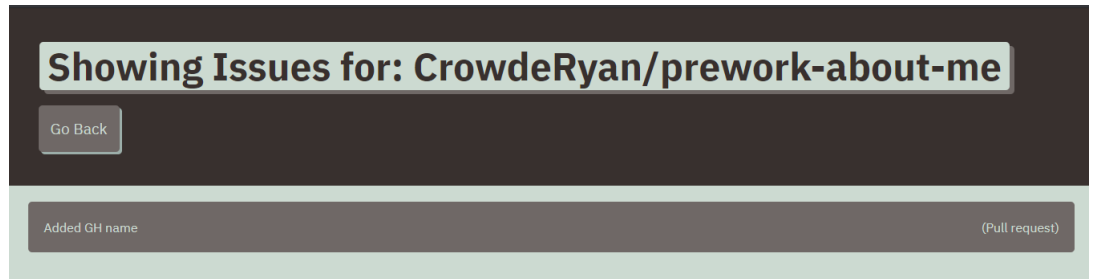 Showing Issues for: CrowdeRyan/prework-about-me
Go Back
Added GH name (Pull request)